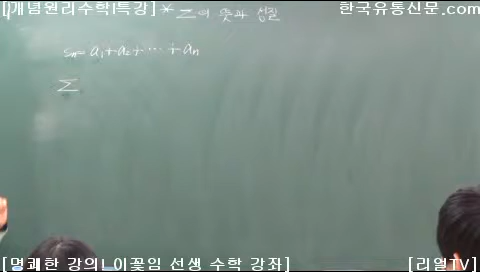 [개념원리수학I특강] * Σ의 뜻과 성질 한국유통신문.com
Sn= a₁+a₂+ ⋯ +an
Σ
[명쾌한 강의! 이꽃임 선생 수학 강좌] [리얼TV]